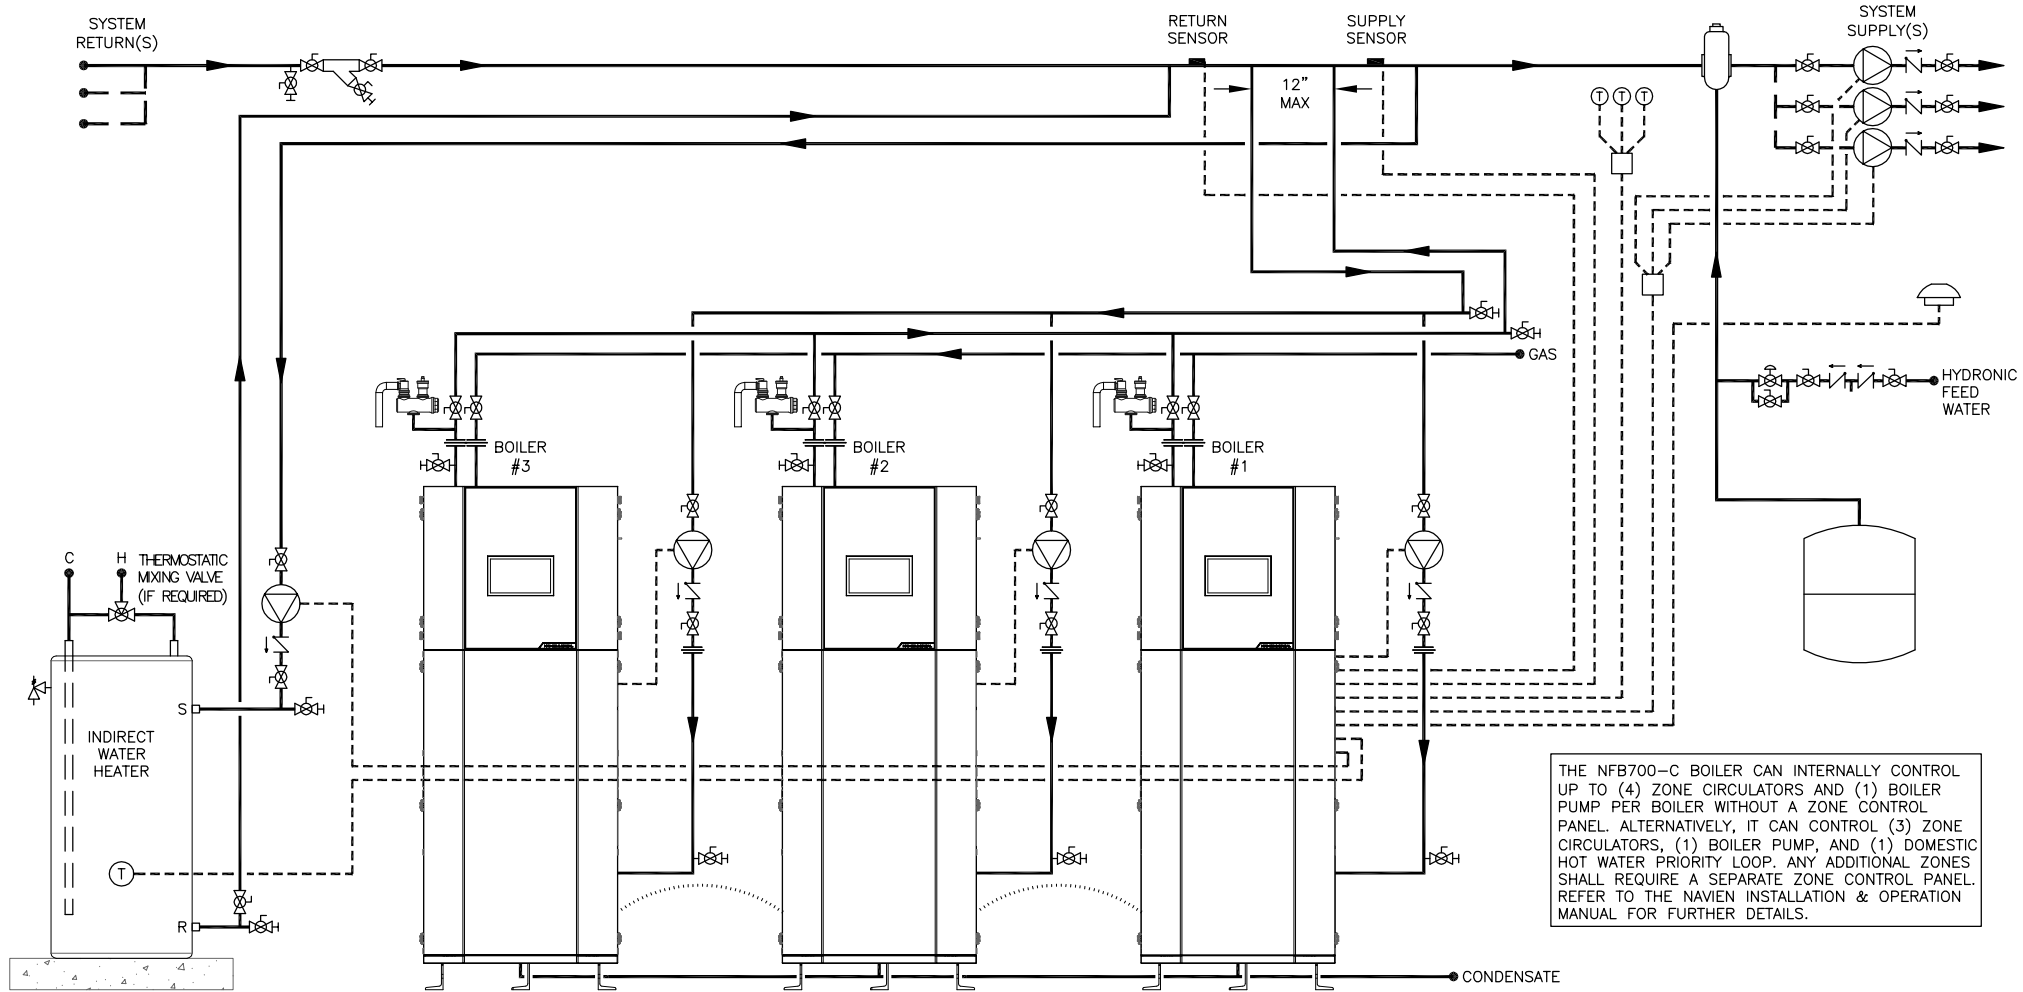 SYSTEM
RETURN(S)
RETURN
SENSOR
SUPPLY
SENSOR
SYSTEM
SUPPLY(S)
12"
MAX
T T T
GAS
HYDRONIC
FEED
WATER
BOILER
#3
BOILER
#2
BOILER
#1
C
H
THERMOSTATIC
MIXING VALVE
(IF REQUIRED)
S
INDIRECT
WATER
HEATER
T
R
THE NFB700-C BOILER CAN INTERNALLY CONTROL
UP TO (4) ZONE CIRCULATORS AND (1) BOILER
PUMP PER BOILER WITHOUT A ZONE CONTROL
PANEL. ALTERNATIVELY, IT CAN CONTROL (3) ZONE
CIRCULATORS, (1) BOILER PUMP, AND (1) DOMESTIC
HOT WATER PRIORITY LOOP. ANY ADDITIONAL ZONES
SHALL REQUIRE A SEPARATE ZONE CONTROL PANEL.
REFER TO THE NAVIEN INSTALLATION & OPERATION
MANUAL FOR FURTHER DETAILS.
CONDENSATE